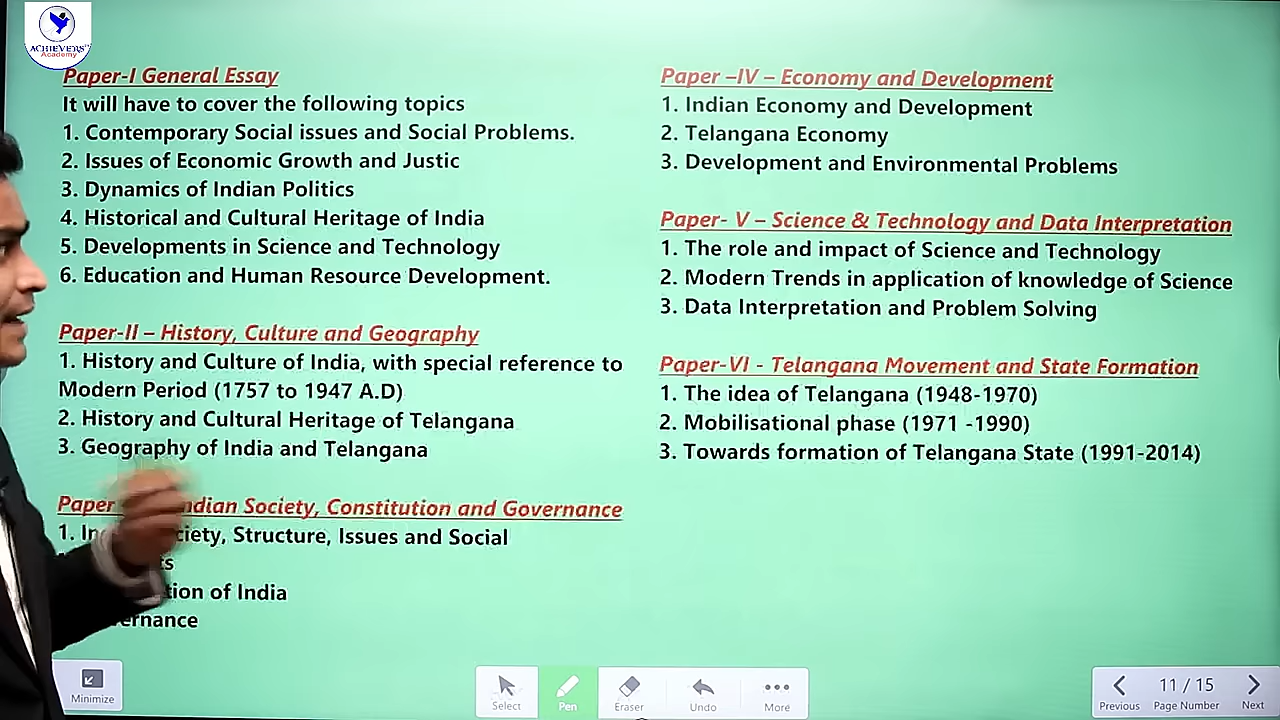 ACHIEVERS'
Academy
Paper-I General Essay
It will have to cover the following topics
1. Contemporary Social issues and Social Problems.
2. Issues of Economic Growth and Justic
3. Dynamics of Indian Politics
4. Historical and Cultural Heritage of India
5. Developments in Science and Technology
6. Education and Human Resource Development.
Paper-II – History, Culture and Geography
1. History and Culture of India, with special reference to
Modern Period (1757 to 1947 A.D)
2. History and Cultural Heritage of Telangana
3. Geography of India and Telangana
Paper Society, Constitution and Governance
1. Structure, Issues and Social
of India
Paper –IV – Economy and Development
1. Indian Economy and Development
2. Telangana Economy
3. Development and Environmental Problems
Paper- V – Science & Technology and Data Interpretation
1. The role and impact of Science and Technology
2. Modern Trends in application of knowledge of Science
3. Data Interpretation and Problem Solving
Paper-VI - Telangana Movement and State Formation
1. The idea of Telangana (1948-1970)
2. Mobilisational phase (1971 -1990)
3. Towards formation of Telangana State (1991-2014)
Minimize
Select
Pen
Eraser
Undo
More
11 / 15
Previous
Page Number
Next